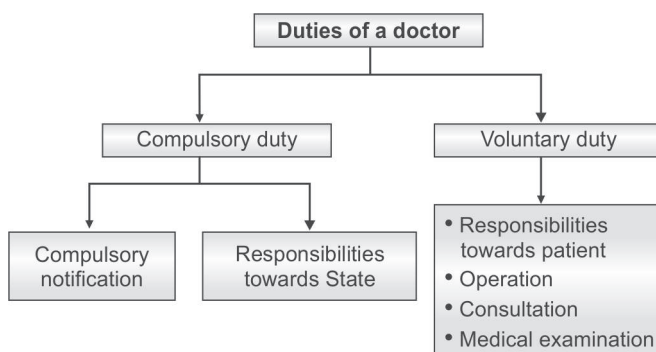 Duties of a doctor
Compulsory duty
Voluntary duty
Compulsory
notification
Responsibilities
towards State
• Responsibilities
towards patient
• Operation
• Consultation
• Medical examination